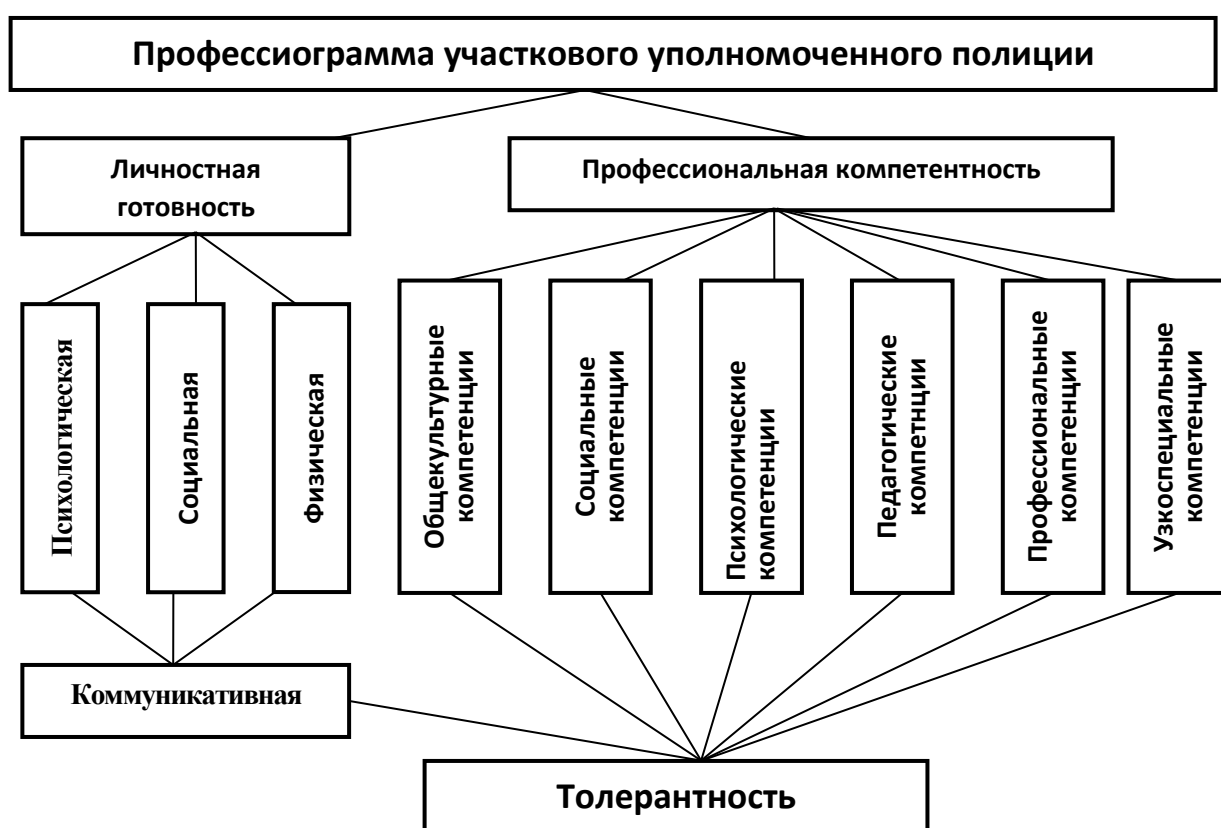 Профессиограмма участкового уполномоченного полиции
Личностная
готовность
Профессиональная компетентность
Психологическая
Социальная
Физическая
Общекультурные
компетенции
Социальные
компетенции
Психологические
компетенции
Педагогические
компетнции
Профессиональные
компетенции
Узкоспециальные
компетенции
Коммуникативная
Толерантность